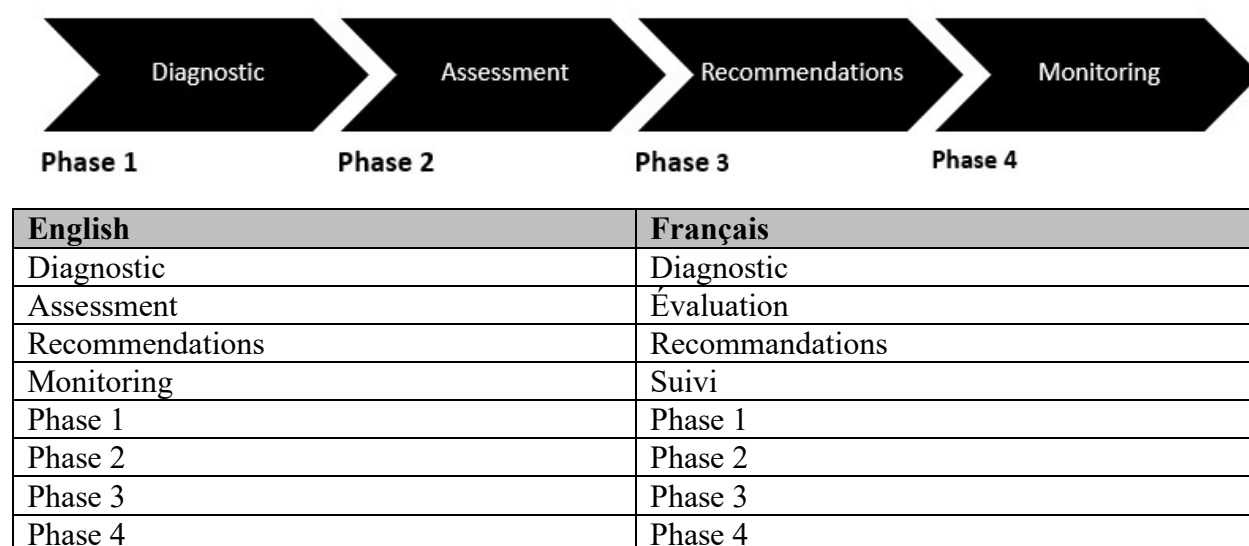 Diagnostic Assessment Recommendations Monitoring
Phase 1 Phase 2 Phase 3 Phase 4
English Français
Diagnostic Diagnostic
Assessment Évaluation
Recommendations Recommandations
Monitoring Suivi
Phase 1 Phase 1
Phase 2 Phase 2
Phase 3 Phase 3
Phase 4 Phase 4